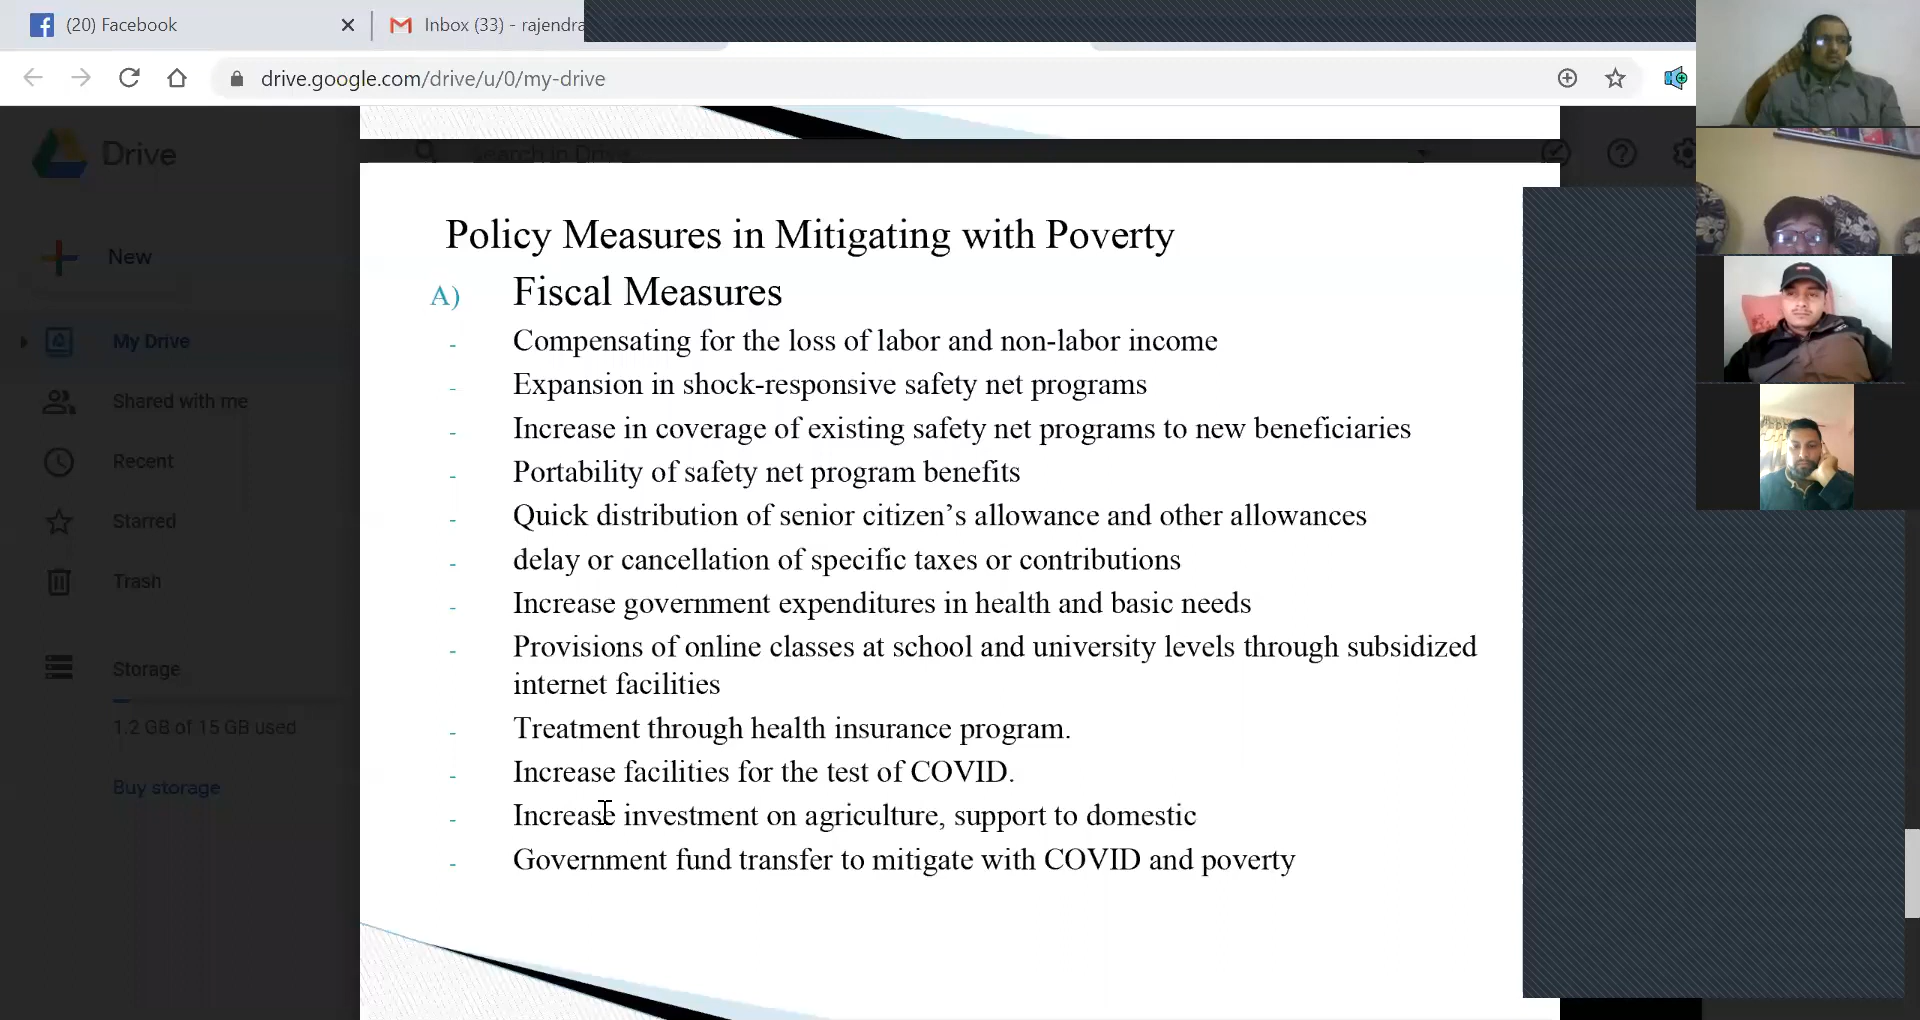 (20) Facebook
Inbox (33) - rajendra
drive.google.com/drive/u/0/my-drive
Drive
Search in Drive
New
My Drive
Shared with me
Recent
Starred
Trash
Storage
1.2 GB of 15 GB used
Buy storage
Policy Measures in Mitigating with Poverty
A) Fiscal Measures
- Compensating for the loss of labor and non-labor income
- Expansion in shock-responsive safety net programs
- Increase in coverage of existing safety net programs to new beneficiaries
- Portability of safety net program benefits
- Quick distribution of senior citizen’s allowance and other allowances
- delay or cancellation of specific taxes or contributions
- Increase government expenditures in health and basic needs
- Provisions of online classes at school and university levels through subsidized
internet facilities
- Treatment through health insurance program.
- Increase facilities for the test of COVID.
- Increase investment on agriculture, support to domestic
- Government fund transfer to mitigate with COVID and poverty